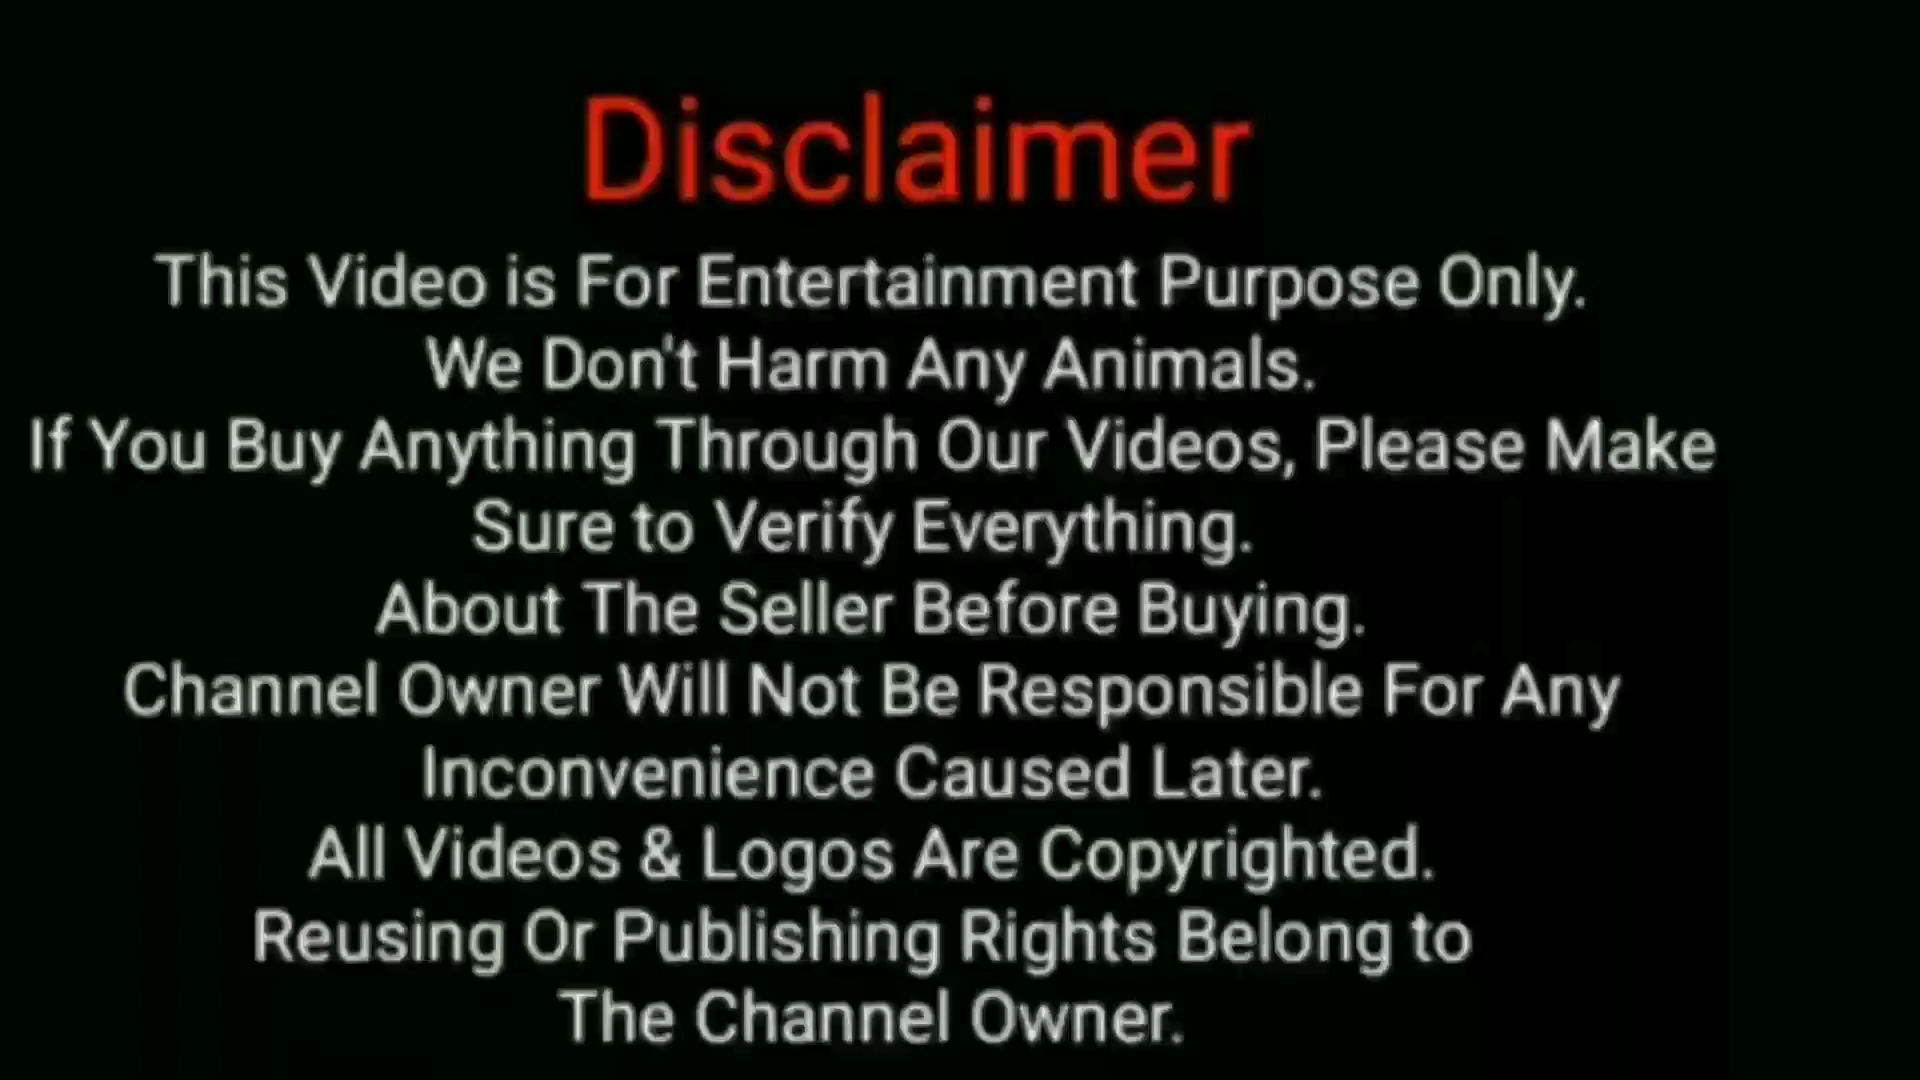 Disclaimer
This Video is For Entertainment Purpose Only.
We Don't Harm Any Animals.
If You Buy Anything Through Our Videos, Please Make
Sure to Verify Everything.
About The Seller Before Buying.
Channel Owner Will Not Be Responsible For Any
Inconvenience Caused Later.
All Videos & Logos Are Copyrighted.
Reusing Or Publishing Rights Belong to
The Channel Owner.